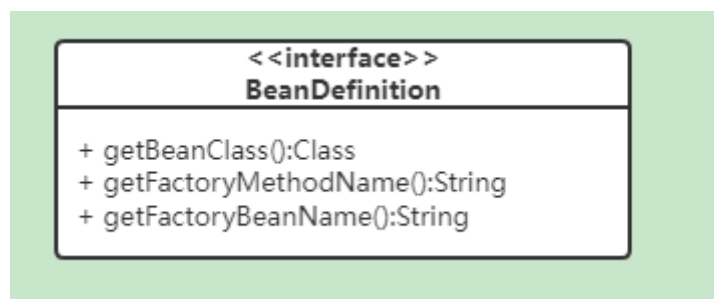 <<interface>>
BeanDefinition
+ getBeanClass():Class
+ getFactoryMethodName():String
+ getFactoryBeanName():String